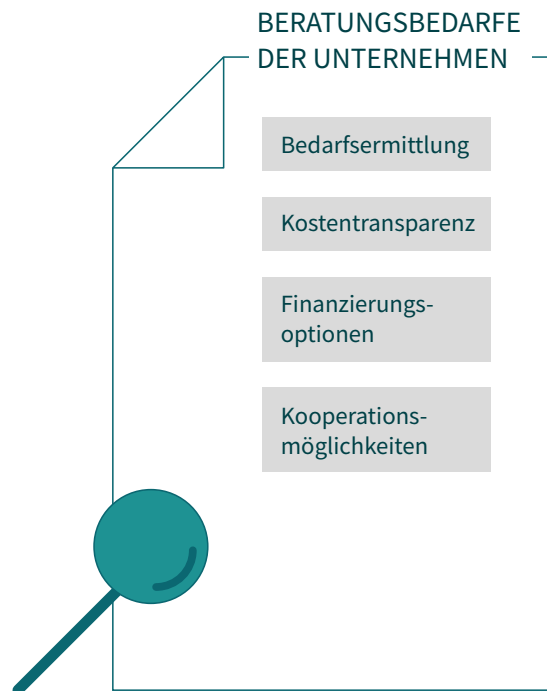 BERATUNGSBEDARFE
DER UNTERNEHMEN
Bedarfsermittlung
Kostentransparenz
Finanzierungs-
optionen
Kooperations-
möglichkeiten